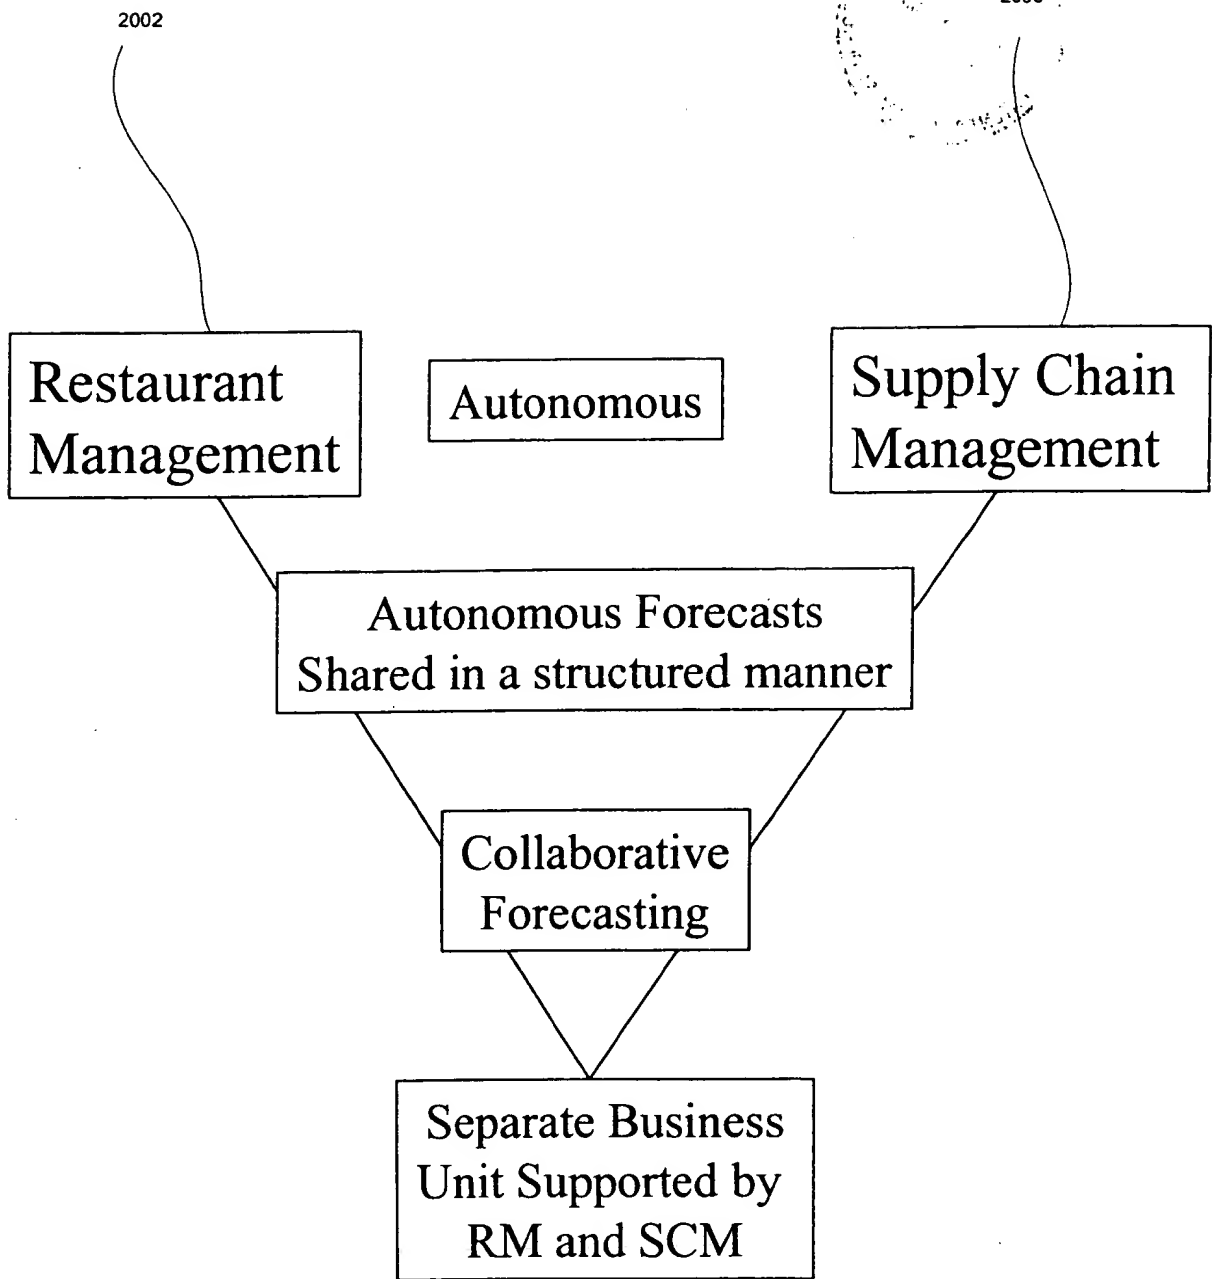 2002
Restaurant
Management
Autonomous
Supply Chain
Management
Autonomous Forecasts
Shared in a structured manner
Collaborative
Forecasting
Separate Business
Unit Supported by
RM and SCM